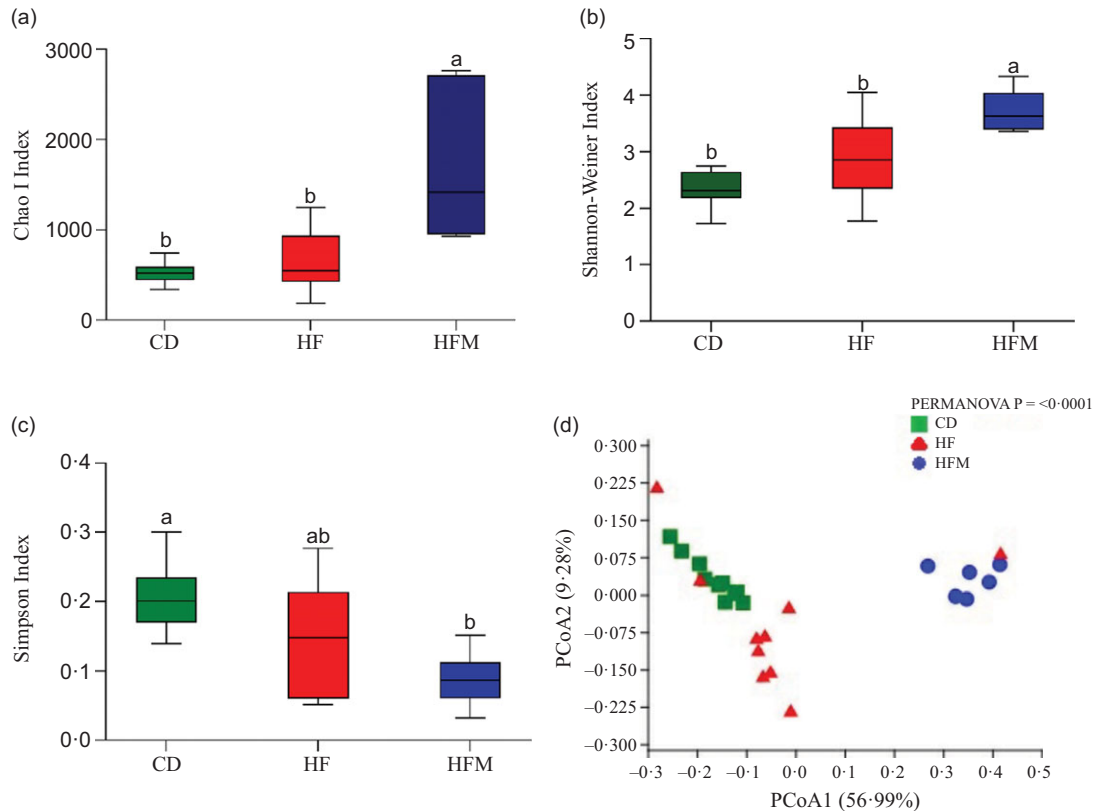 (a)
3000
2000
1000
0
Chao I Index
b
b
a
CD
HF
HFM
(b)
5
4
3
2
1
0
Shannon-Weiner Index
b
b
a
CD
HF
HFM
(c)
0·4
0·3
0·2
0·1
0·0
Simpson Index
a
ab
b
CD
HF
HFM
(d)
PERMANOVA P = <0·0001
CD
HF
HFM
0·300
0·225
0·150
0·075
0·000
–0·075
–0·150
–0·225
–0·300
PCoA2 (9·28%)
–0·3 –0·2 –0·1 0·0 0·1 0·2 0·3 0·4 0·5
PCoA1 (56·99%)